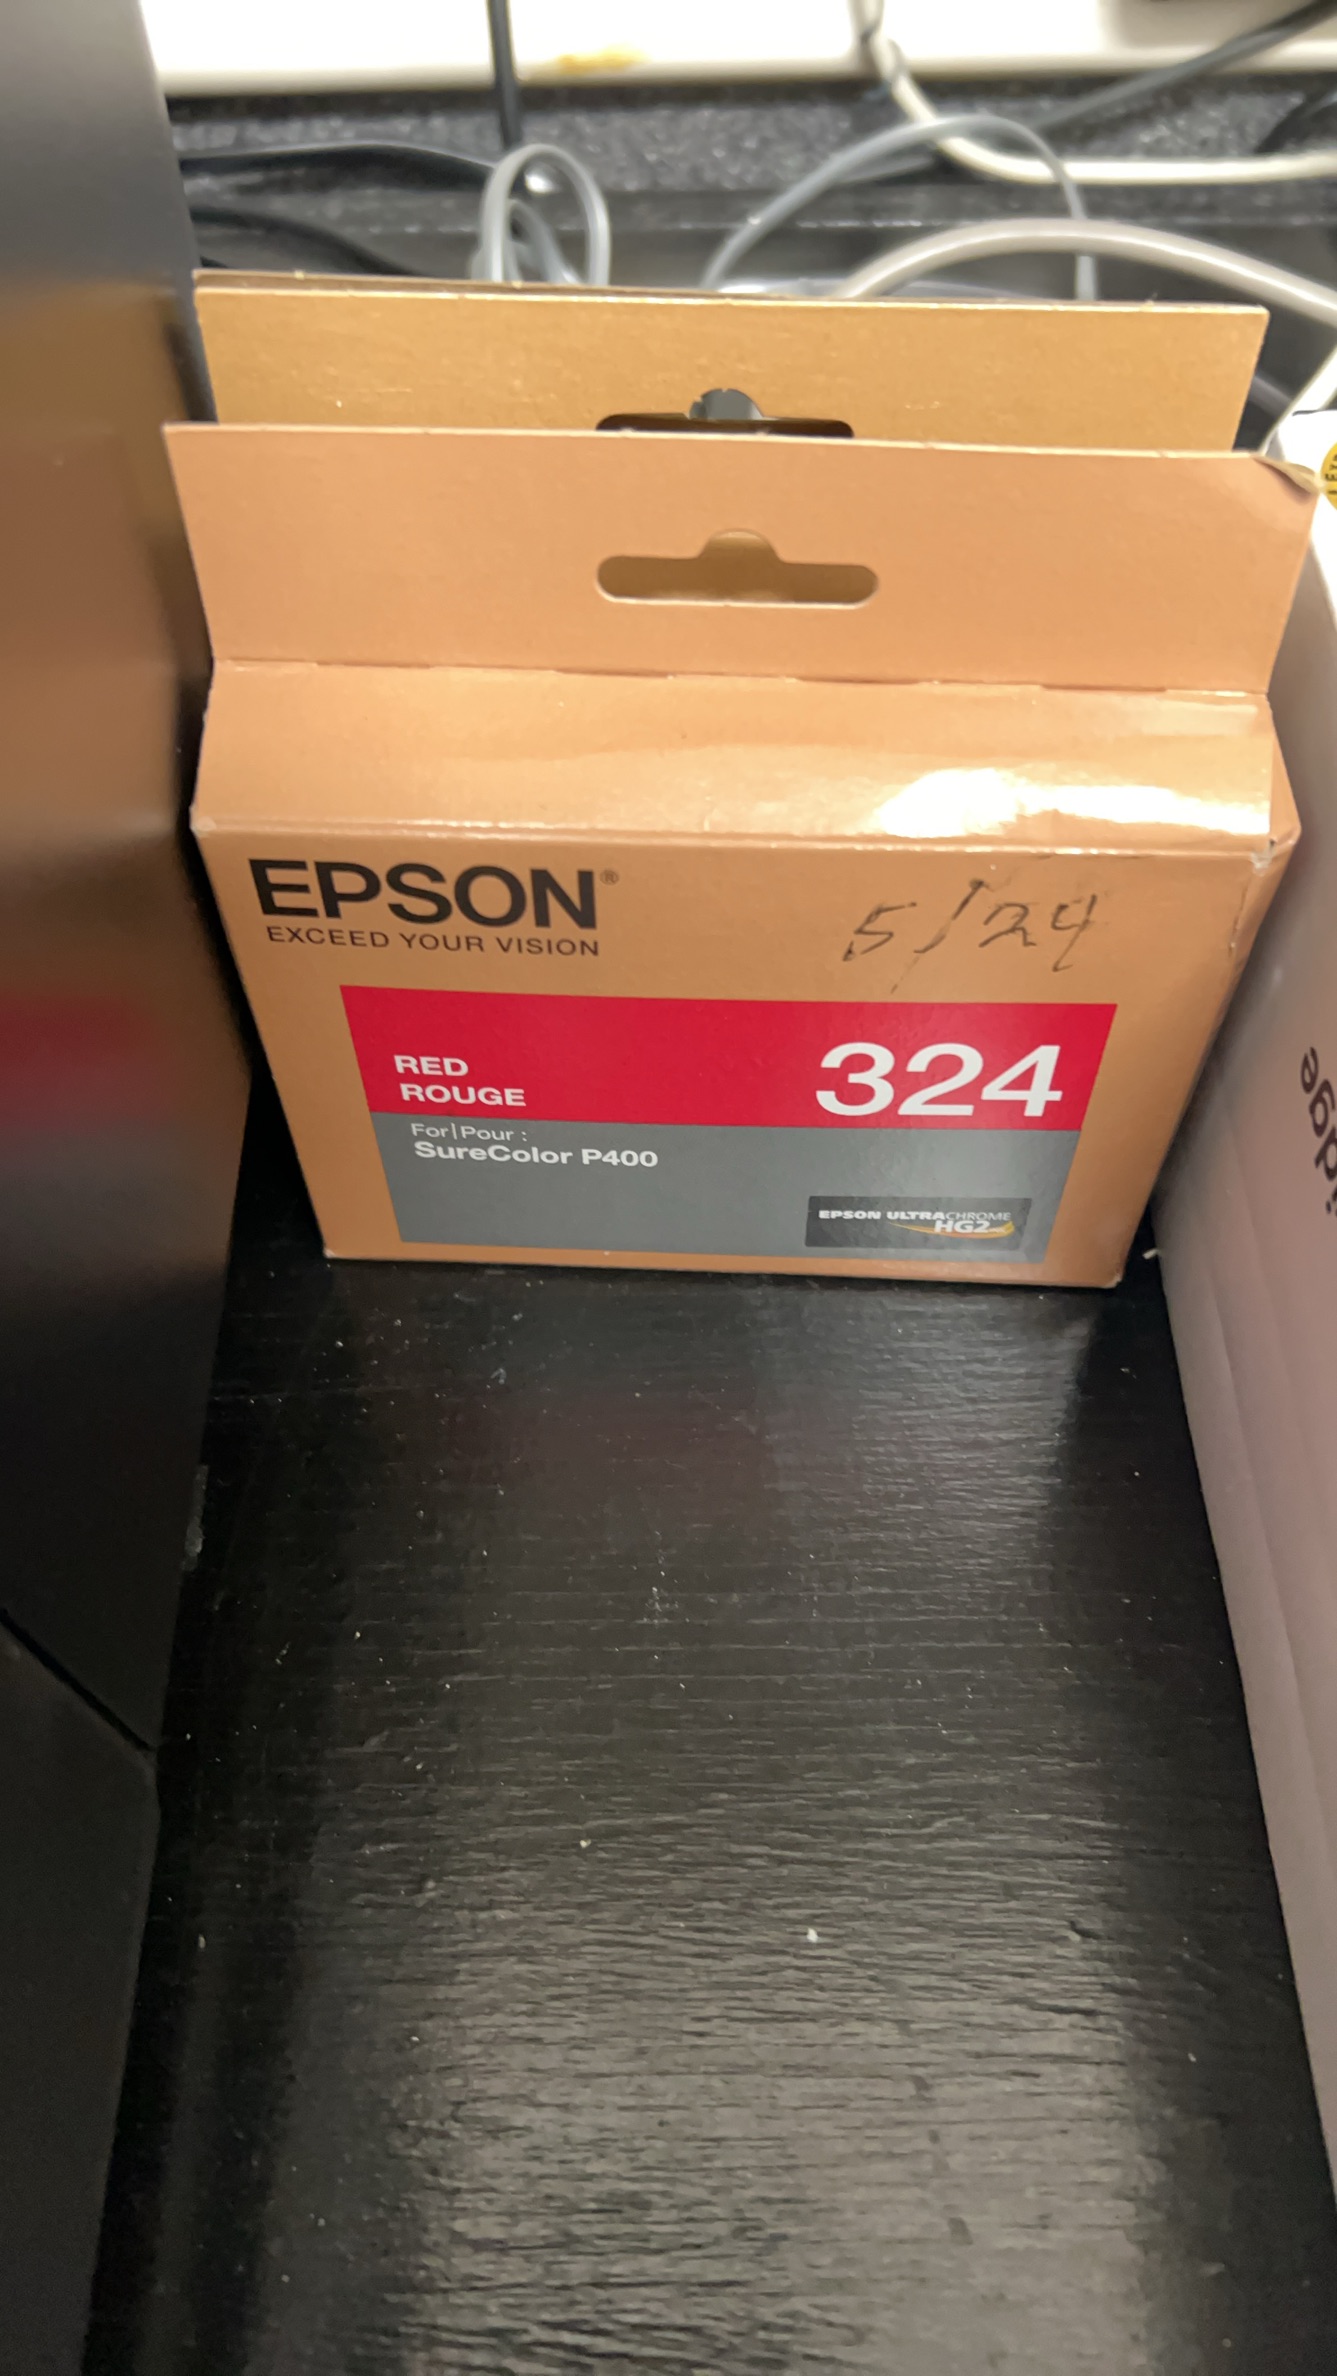 EPSON®
EXCEED YOUR VISION
5/24
RED
ROUGE
324
For|Pour :
SureColor P400
EPSON ULTRACHROME
HG2